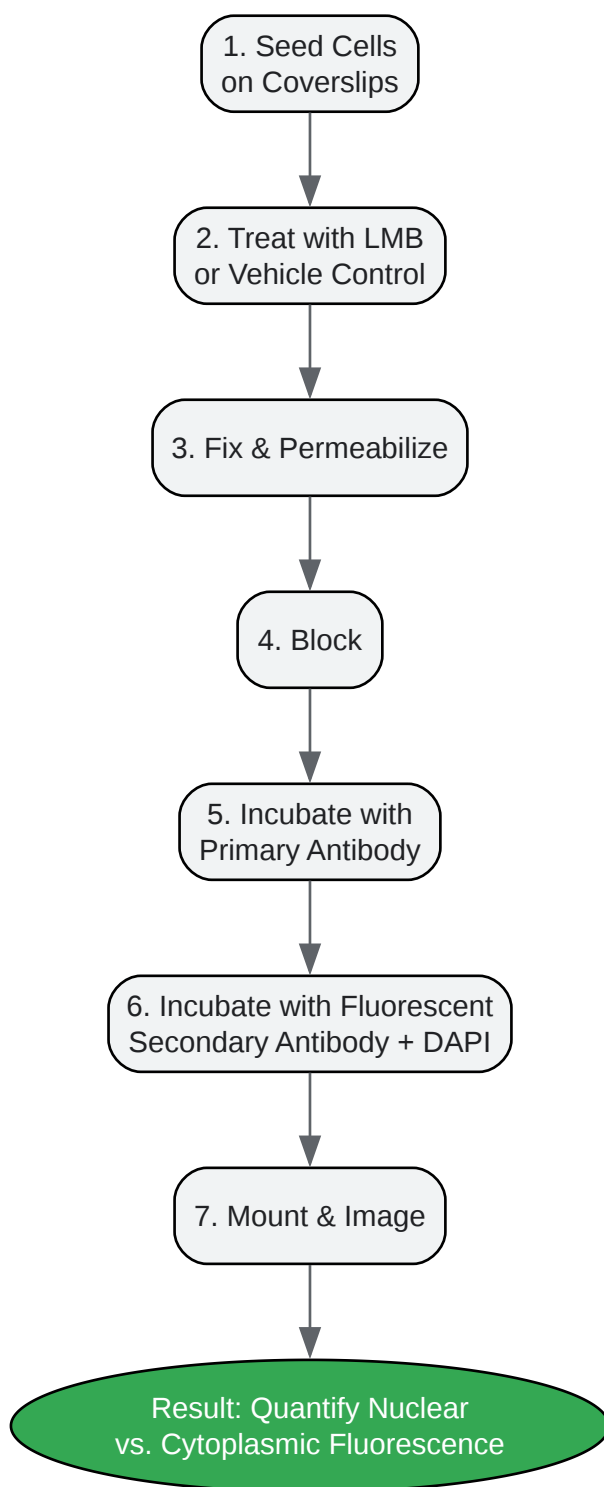 1. Seed Cells
on Coverslips
2. Treat with LMB
or Vehicle Control
3. Fix & Permeabilize
4. Block
5. Incubate with
Primary Antibody
6. Incubate with Fluorescent
Secondary Antibody + DAPI
7. Mount & Image
Result: Quantify Nuclear
vs. Cytoplasmic Fluorescence